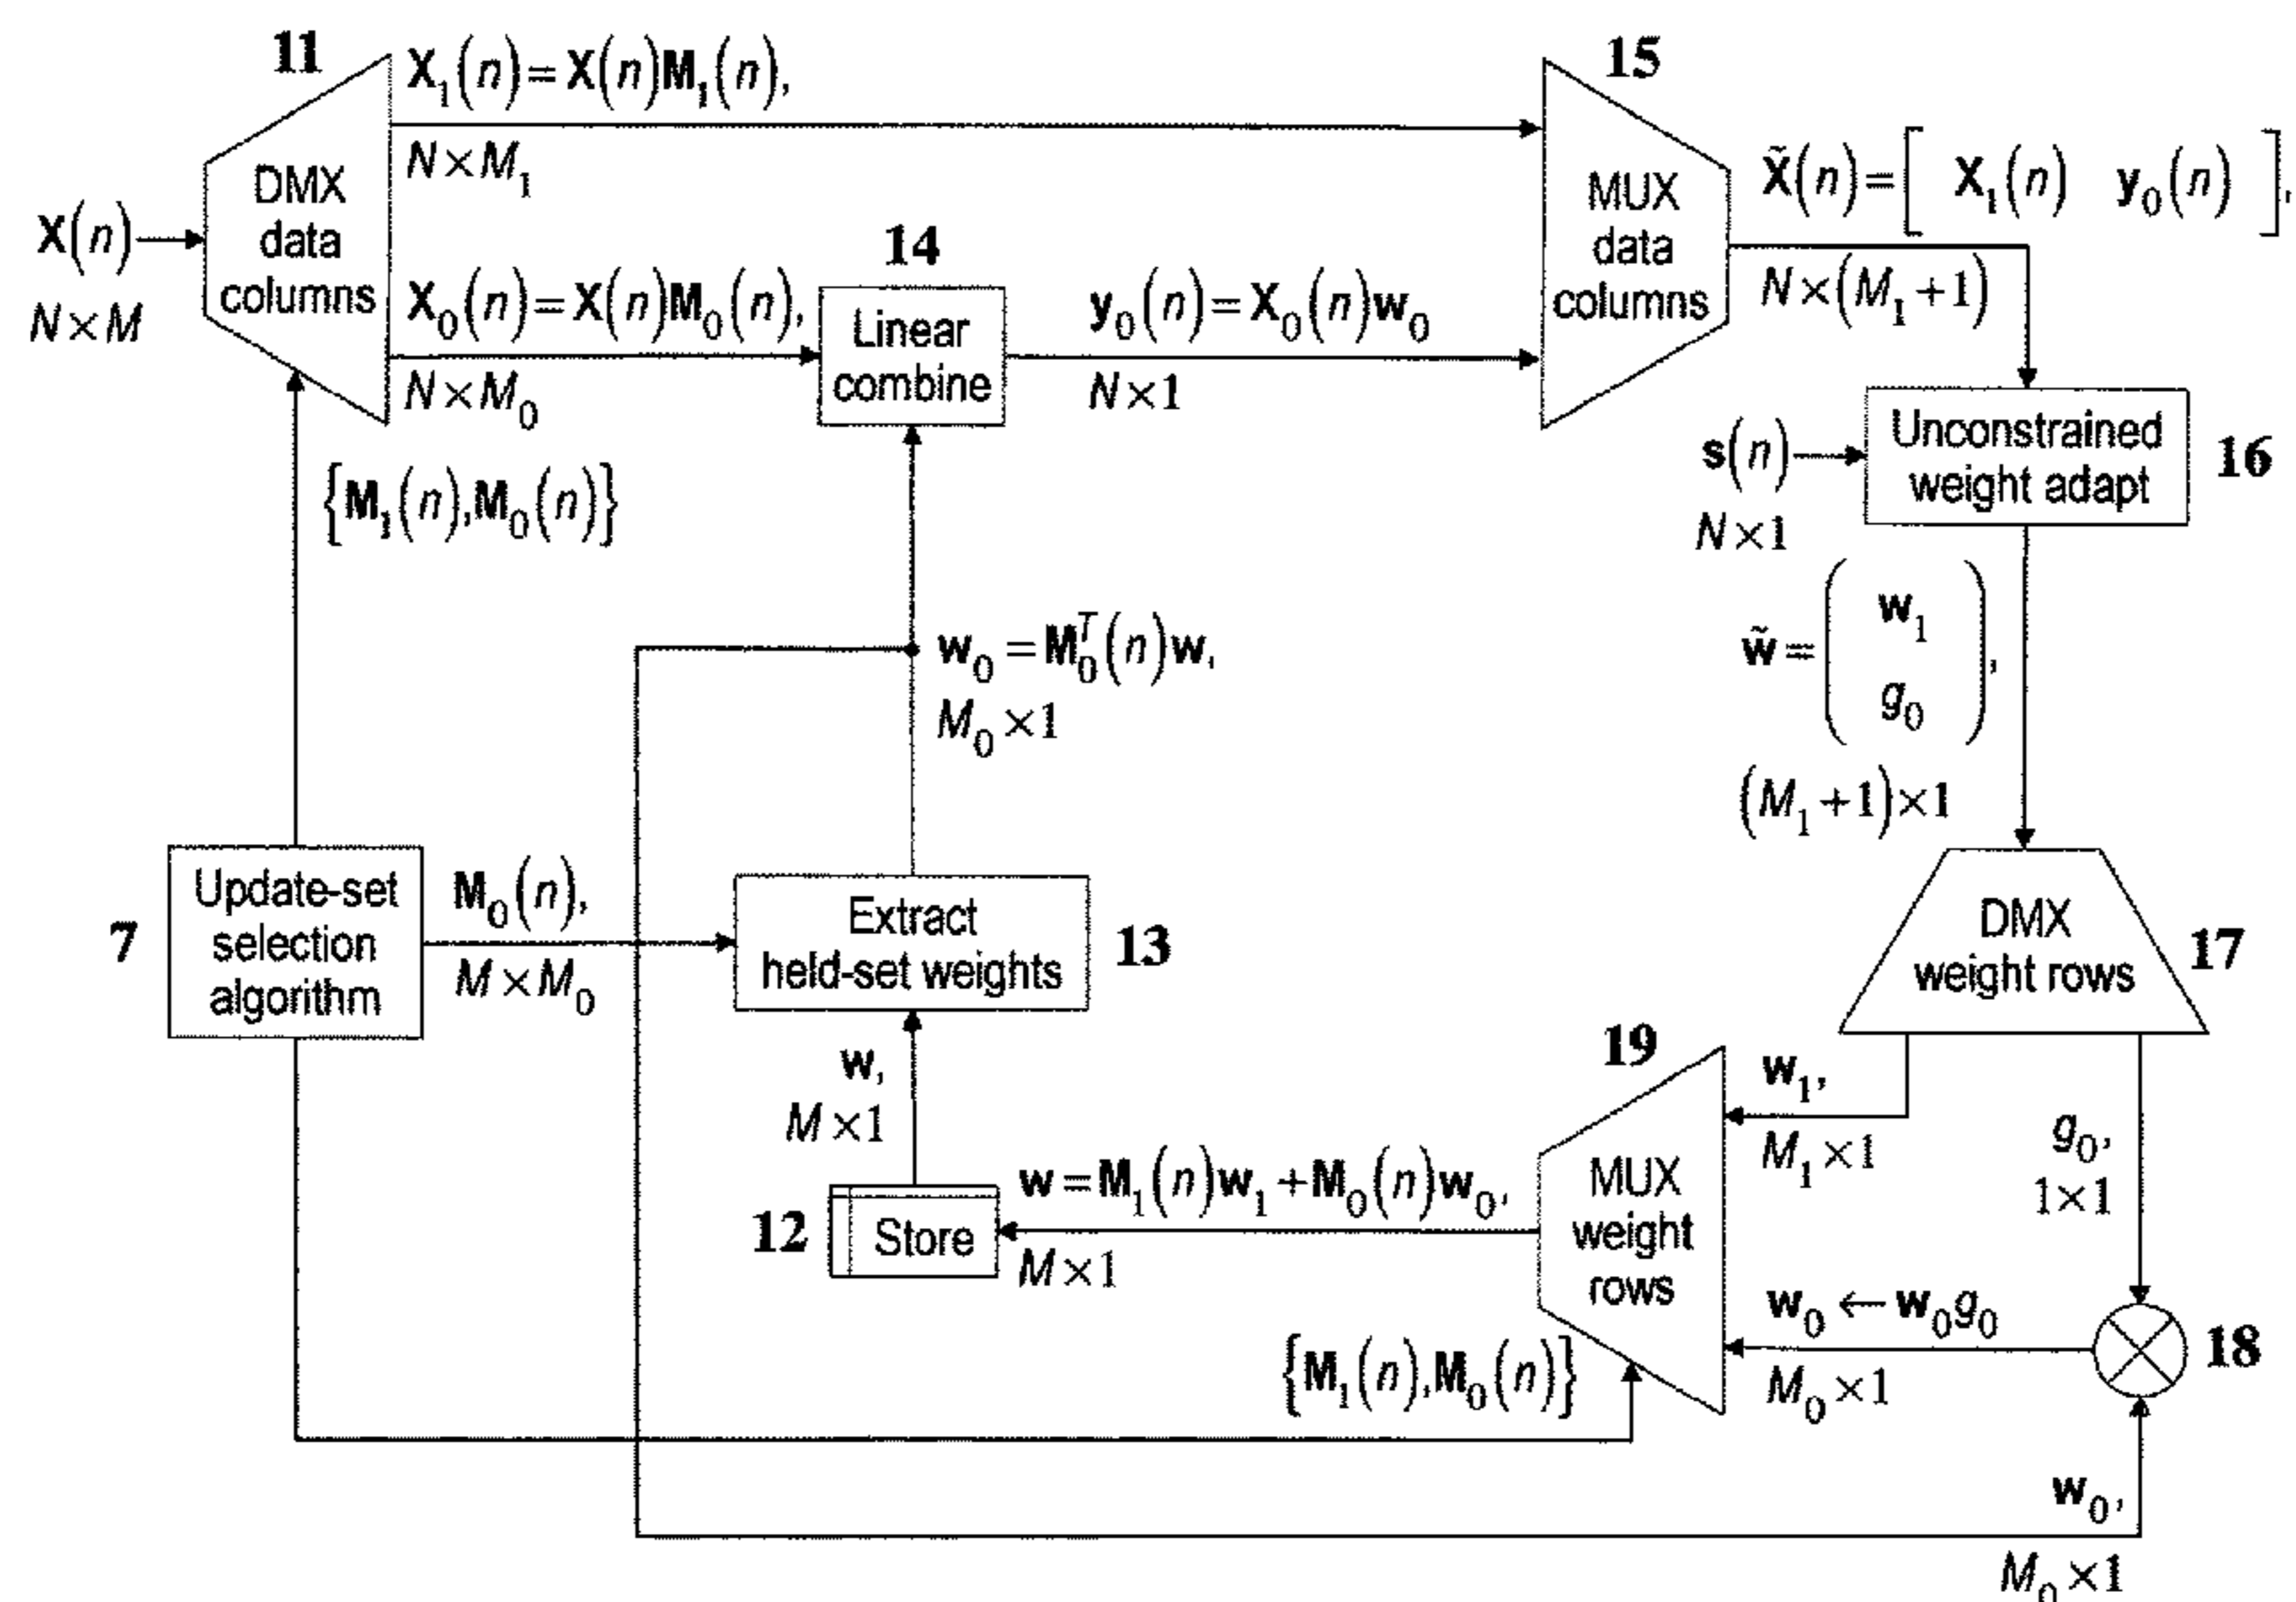 11
X₁(n)=X(n)M₁(n),
N×M₁
DMX
data
columns
X(n)
N×M
X₀(n)=X(n)M₀(n),
N×M₀
{M₁(n),M₀(n)}
14
Linear
combine
y₀(n)=X₀(n)w₀
N×1
15
MUX
data
columns
X̃(n)=[ X₁(n) y₀(n) ],
N×(M₁+1)
s(n)
N×1
Unconstrained
weight adapt
16
w̃=( w₁
g₀ ),
(M₁+1)×1
w₀=M₀ᵀ(n)w,
M₀×1
7
Update-set
selection
algorithm
M₀(n),
M×M₀
Extract
held-set weights
13
DMX
weight rows
17
w,
M×1
12
Store
w=M₁(n)w₁+M₀(n)w₀,
M×1
19
MUX
weight
rows
w₁,
M₁×1
g₀,
1×1
w₀←w₀g₀
M₀×1
18
{M₁(n),M₀(n)}
w₀,
M₀×1